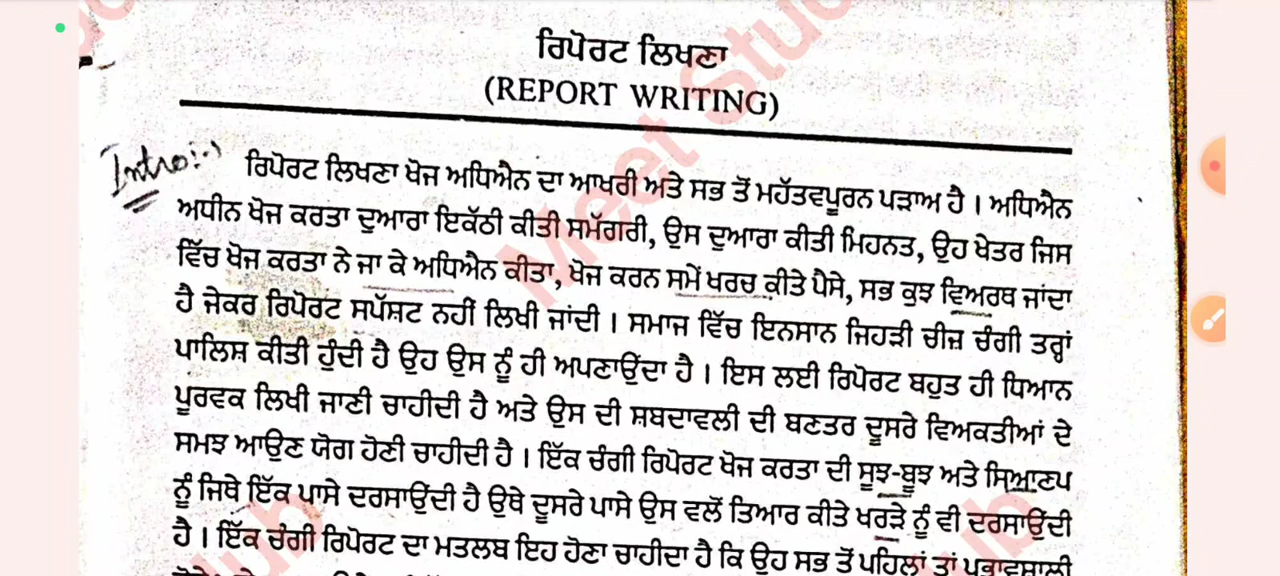 ਰਿਪੋਰਟ ਲਿਖਣਾ
(REPORT WRITING)
Intro:-
ਰਿਪੋਰਟ ਲਿਖਣਾ ਖੋਜ ਅਧਿਐਨ ਦਾ ਆਖਰੀ ਅਤੇ ਸਭ ਤੋਂ ਮਹੱਤਵਪੂਰਨ ਪੜਾਅ ਹੈ । ਅਧਿਐਨ
ਅਧੀਨ ਖੋਜ ਕਰਤਾ ਦੁਆਰਾ ਇਕੱਠੀ ਕੀਤੀ ਸਮੱਗਰੀ, ਉਸ ਦੁਆਰਾ ਕੀਤੀ ਮਿਹਨਤ, ਉਹ ਖੇਤਰ ਜਿਸ
ਵਿੱਚ ਖੋਜ ਕਰਤਾ ਨੇ ਜਾ ਕੇ ਅਧਿਐਨ ਕੀਤਾ, ਖੋਜ ਕਰਨ ਸਮੇਂ ਖਰਚ ਕੀਤੇ ਪੈਸੇ, ਸਭ ਕੁਝ ਵਿਅਰਥ ਜਾਂਦਾ
ਹੈ ਜੇਕਰ ਰਿਪੋਰਟ ਸਪੱਸ਼ਟ ਨਹੀਂ ਲਿਖੀ ਜਾਂਦੀ । ਸਮਾਜ ਵਿੱਚ ਇਨਸਾਨ ਜਿਹੜੀ ਚੀਜ਼ ਚੰਗੀ ਤਰ੍ਹਾਂ
ਪਾਲਿਸ਼ ਕੀਤੀ ਹੁੰਦੀ ਹੈ ਉਹ ਉਸ ਨੂੰ ਹੀ ਅਪਣਾਉਂਦਾ ਹੈ । ਇਸ ਲਈ ਰਿਪੋਰਟ ਬਹੁਤ ਹੀ ਧਿਆਨ
ਪੂਰਵਕ ਲਿਖੀ ਜਾਣੀ ਚਾਹੀਦੀ ਹੈ ਅਤੇ ਉਸ ਦੀ ਸ਼ਬਦਾਵਲੀ ਦੀ ਬਣਤਰ ਦੂਸਰੇ ਵਿਅਕਤੀਆਂ ਦੇ
ਸਮਝ ਆਉਣ ਯੋਗ ਹੋਣੀ ਚਾਹੀਦੀ ਹੈ । ਇੱਕ ਚੰਗੀ ਰਿਪੋਰਟ ਖੋਜ ਕਰਤਾ ਦੀ ਸੂਝ-ਬੂਝ ਅਤੇ ਸਿਆਣਪ
ਨੂੰ ਜਿਥੇ ਇੱਕ ਪਾਸੇ ਦਰਸਾਉਂਦੀ ਹੈ ਉਥੇ ਦੂਸਰੇ ਪਾਸੇ ਉਸ ਵਲੋਂ ਤਿਆਰ ਕੀਤੇ ਖਰੜੇ ਨੂੰ ਵੀ ਦਰਸਾਉਂਦੀ
ਹੈ । ਇੱਕ ਚੰਗੀ ਰਿਪੋਰਟ ਦਾ ਮਤਲਬ ਇਹ ਹੋਣਾ ਚਾਹੀਦਾ ਹੈ ਕਿ ਉਹ ਸਭ ਤੋਂ ਪਹਿਲਾਂ ਤਾਂ ਪ੍ਰਭਾਵਸ਼ਾਲੀ
Meet Stud